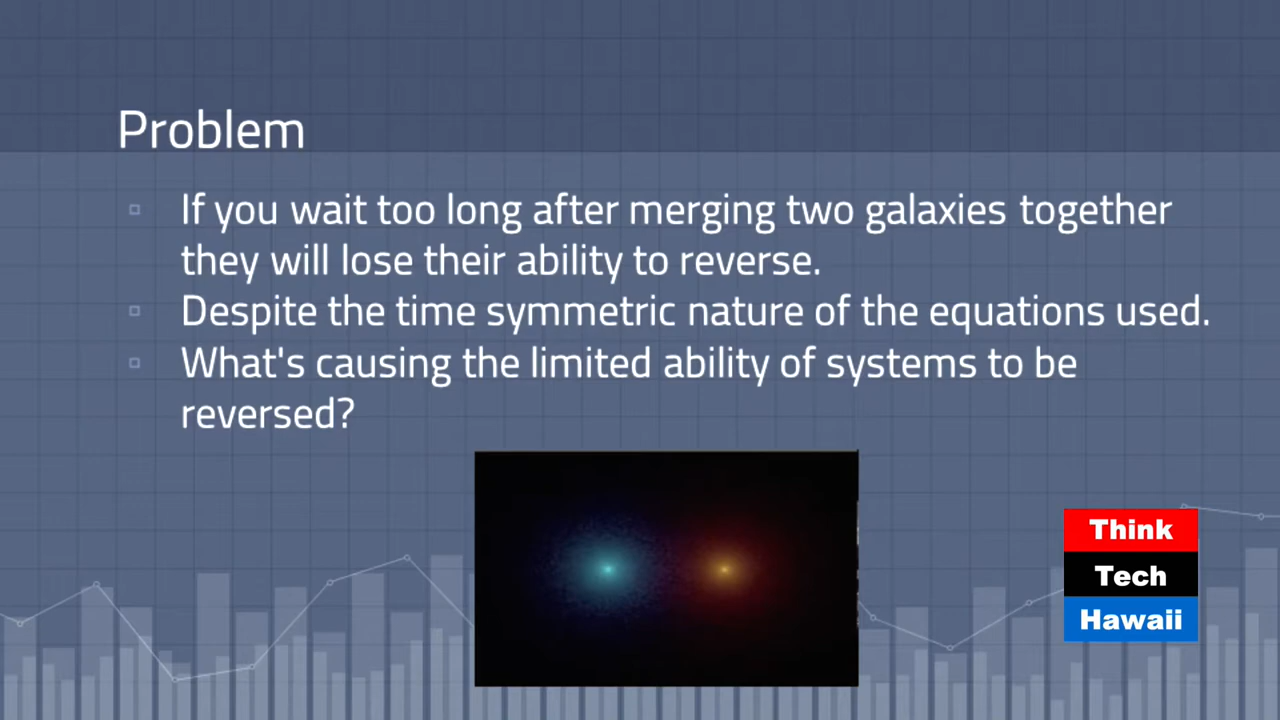 Problem
If you wait too long after merging two galaxies together
they will lose their ability to reverse.
Despite the time symmetric nature of the equations used.
What's causing the limited ability of systems to be
reversed?
Think
Tech
Hawaii